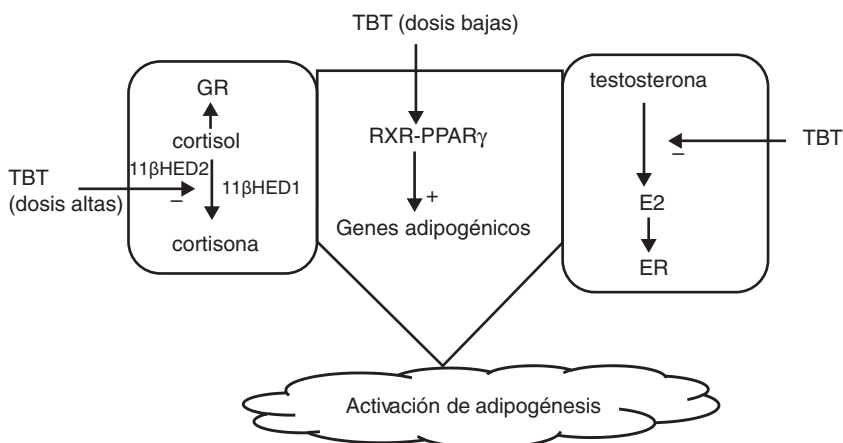 TBT (dosis bajas)
GR
cortisol
11βHED2
11βHED1
–
cortisona
TBT
(dosis altas)
RXR-PPARγ
+
Genes adipogénicos
testosterona
–
TBT
E2
ER
Activación de adipogénesis